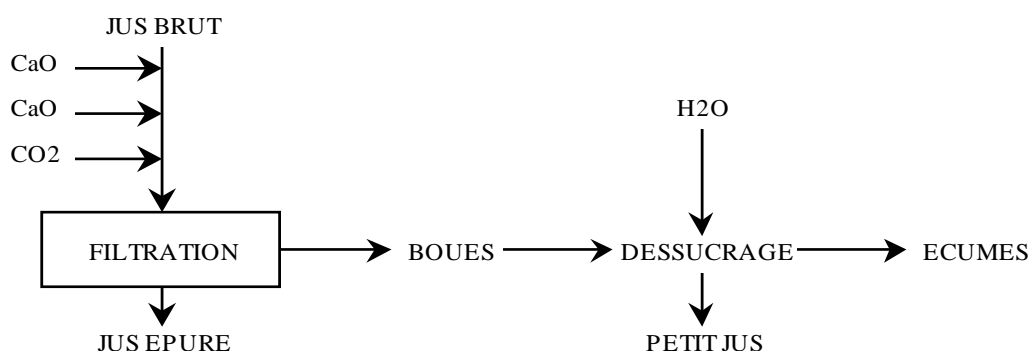 JUS BRUT
CaO
CaO
H2O
CO2
FILTRATION
BOUES
DESSUCRAGE
ECUMES
JUS EPURE
PETIT JUS